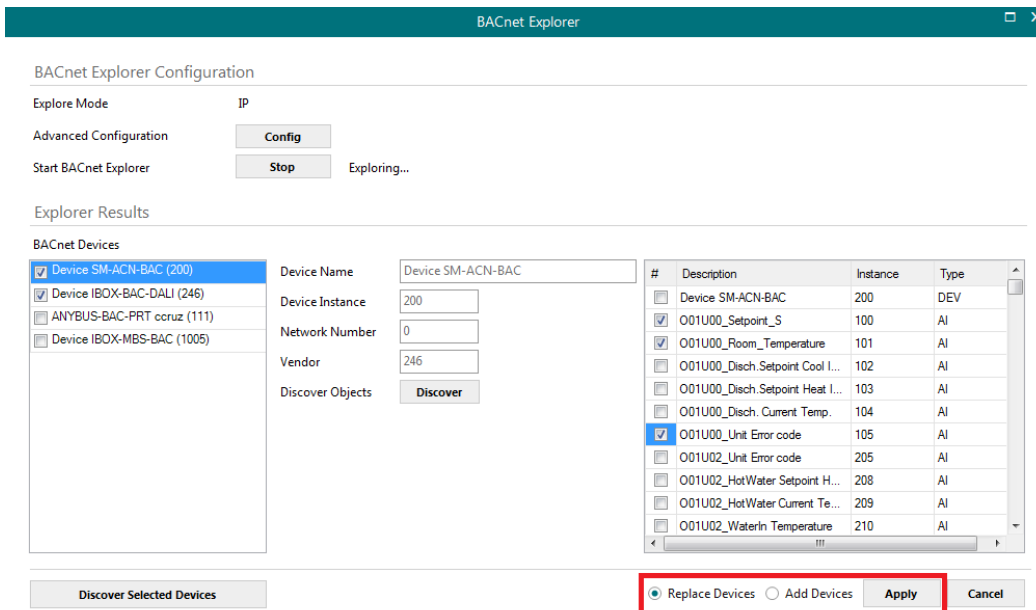 BACnet Explorer
BACnet Explorer Configuration
Explore Mode IP
Advanced Configuration Config
Start BACnet Explorer Stop Exploring...
Explorer Results
BACnet Devices
Device SM-ACN-BAC (200)
Device IBOX-BAC-DALI (246)
ANYBUS-BAC-PRT ccruz (111)
Device IBOX-MBS-BAC (1005)
Device Name Device SM-ACN-BAC
Device Instance 200
Network Number 0
Vendor 246
Discover Objects Discover
# Description Instance Type
Device SM-ACN-BAC 200 DEV
O01U00_Setpoint_S 100 AI
O01U00_Room_Temperature 101 AI
O01U00_Disch.Setpoint Cool I... 102 AI
O01U00_Disch.Setpoint Heat I... 103 AI
O01U00_Disch. Current Temp. 104 AI
O01U00_Unit Error code 105 AI
O01U02_Unit Error code 205 AI
O01U02_HotWater Setpoint H... 208 AI
O01U02_HotWater Current Te... 209 AI
O01U02_WaterIn Temperature 210 AI
Discover Selected Devices
Replace Devices Add Devices Apply Cancel